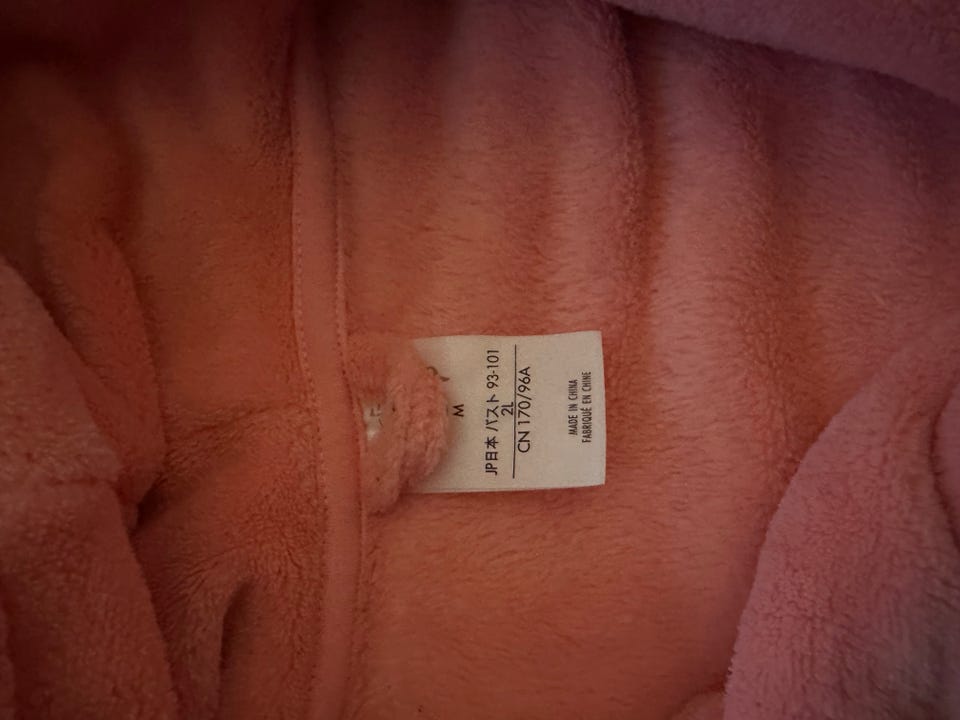 M
JP日本 バスト 93-101
2L
CN 170/96A
MADE IN CHINA
FABRIQUÉ EN CHINE